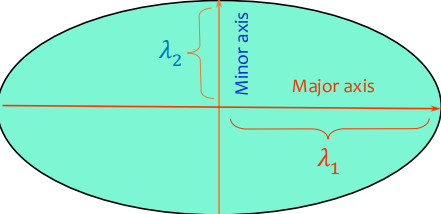 λ₂
Minor axis
Major axis
λ₁